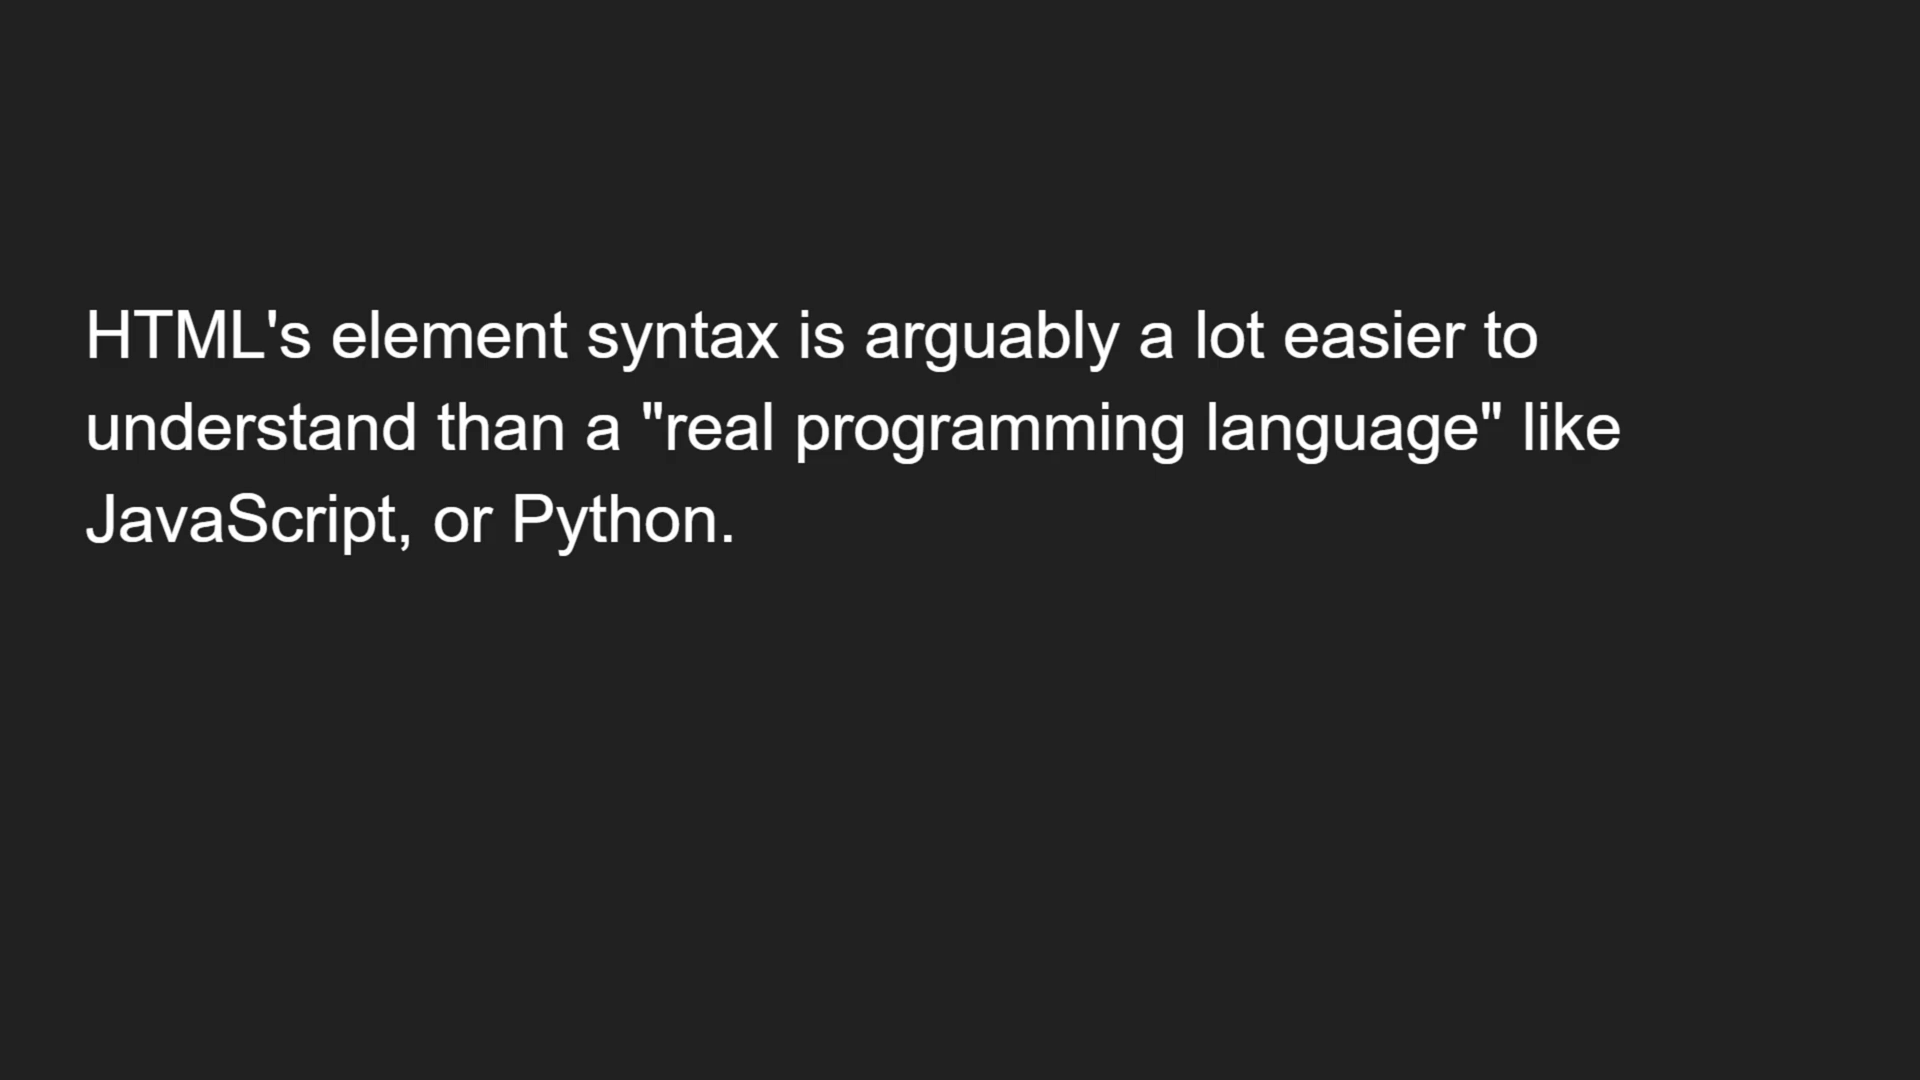 HTML's element syntax is arguably a lot easier to
understand than a "real programming language" like
JavaScript, or Python.